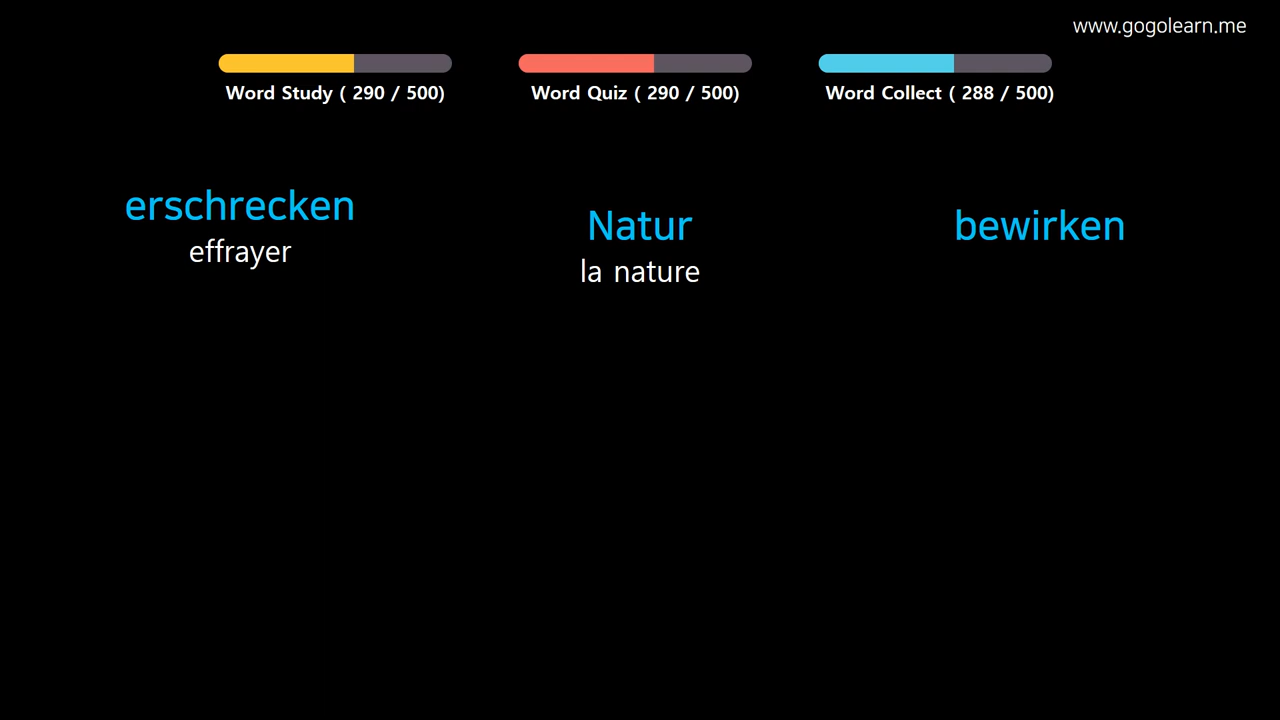 www.gogolearn.me
Word Study ( 290 / 500)
Word Quiz ( 290 / 500)
Word Collect ( 288 / 500)
erschrecken
effrayer
Natur
la nature
bewirken